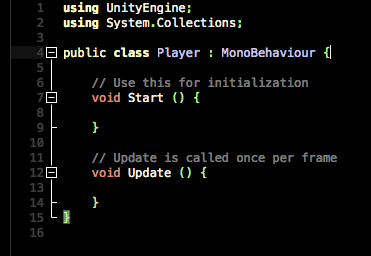 1 using UnityEngine;
2 using System.Collections;
3
4 public class Player : MonoBehaviour {
5
6 // Use this for initialization
7 void Start () {
8
9 }
10
11 // Update is called once per frame
12 void Update () {
13
14 }
15 }
16